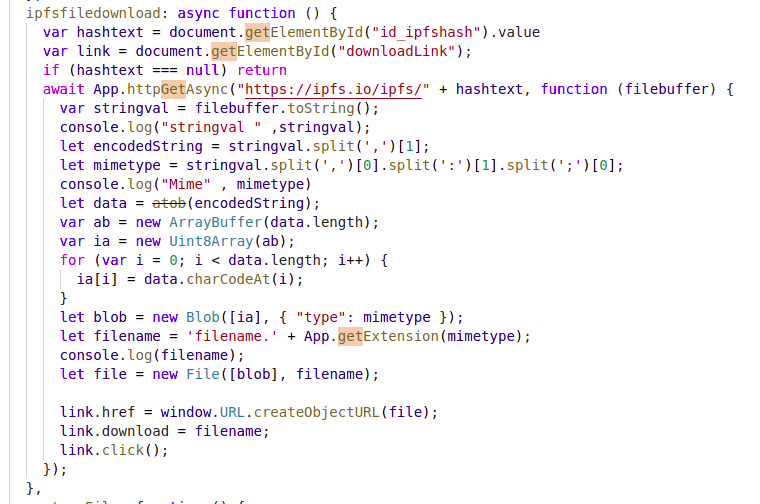 ipfsfiledownload: async function () {
var hashtext = document.getElementById("id_ipfshash").value
var link = document.getElementById("downloadLink");
if (hashtext === null) return
await App.httpGetAsync("https://ipfs.io/ipfs/" + hashtext, function (filebuffer) {
var stringval = filebuffer.toString();
console.log("stringval " ,stringval);
let encodedString = stringval.split(',')[1];
let mimetype = stringval.split(',')[0].split(':')[1].split(';')[0];
console.log("Mime" , mimetype)
let data = atob(encodedString);
var ab = new ArrayBuffer(data.length);
var ia = new Uint8Array(ab);
for (var i = 0; i < data.length; i++) {
ia[i] = data.charCodeAt(i);
}
let blob = new Blob([ia], { "type": mimetype });
let filename = 'filename.' + App.getExtension(mimetype);
console.log(filename);
let file = new File([blob], filename);
link.href = window.URL.createObjectURL(file);
link.download = filename;
link.click();
});
},